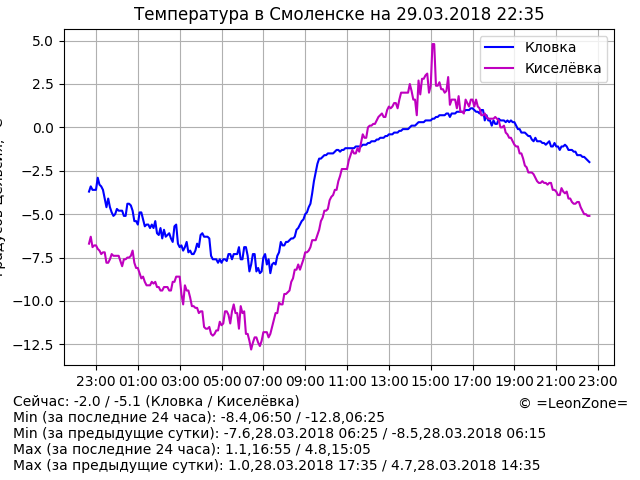 Температура в Смоленске на 29.03.2018 22:35
Кловка
Киселёвка
5.0
2.5
0.0
−2.5
−5.0
−7.5
−10.0
−12.5
23:00 01:00 03:00 05:00 07:00 09:00 11:00 13:00 15:00 17:00 19:00 21:00 23:00
Сейчас: -2.0 / -5.1 (Кловка / Киселёвка)
© =LeonZone=
Min (за последние 24 часа): -8.4,06:50 / -12.8,06:25
Min (за предыдущие сутки): -7.6,28.03.2018 06:25 / -8.5,28.03.2018 06:15
Max (за последние 24 часа): 1.1,16:55 / 4.8,15:05
Max (за предыдущие сутки): 1.0,28.03.2018 17:35 / 4.7,28.03.2018 14:35